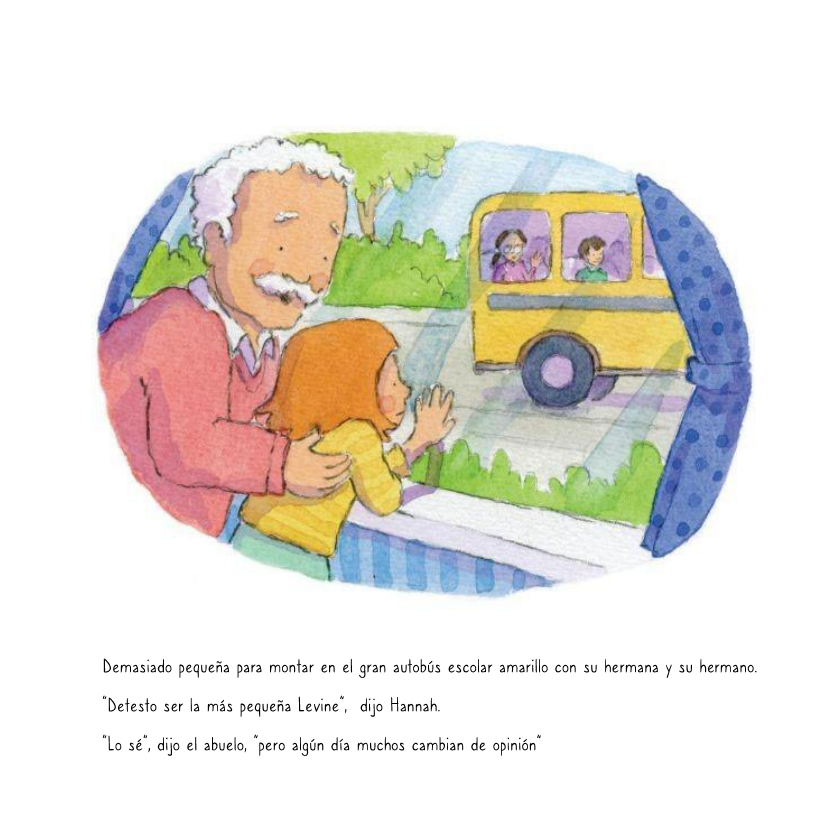 Demasiado pequeña para montar en el gran autobús escolar amarillo con su hermana y su hermano.
"Detesto ser la más pequeña Levine", dijo Hannah.
"Lo sé", dijo el abuelo, "pero algún día muchos cambian de opinión"